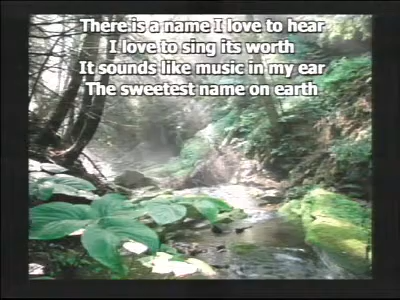 There is a name I love to hear
I love to sing its worth
It sounds like music in my ear
The sweetest name on earth